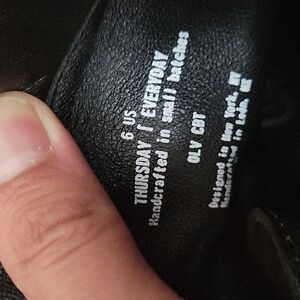 6 US
THURSDAY | EVERYDAY
Handcrafted in small batches
OLV CBT
Designed in New York, NY
Handcrafted in